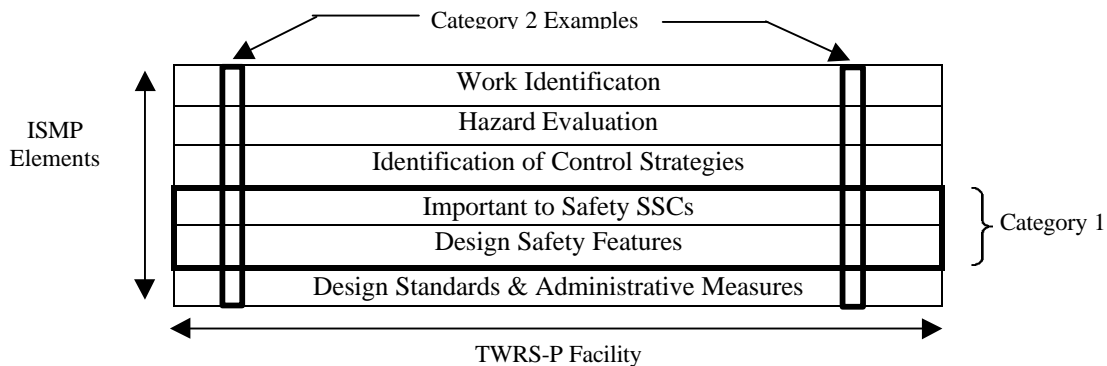 Category 2 Examples
Work Identificaton
Hazard Evaluation
ISMP
Elements
Identification of Control Strategies
Important to Safety SSCs
Category 1
Design Safety Features
Design Standards & Administrative Measures
TWRS-P Facility